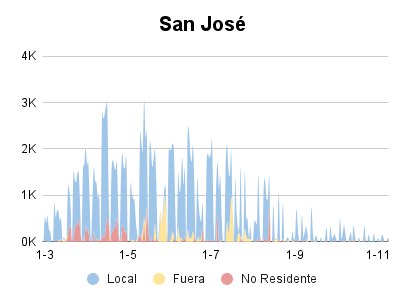 San José
4K
3K
2K
1K
0K
1-3 1-5 1-7 1-9 1-11
Local Fuera No Residente